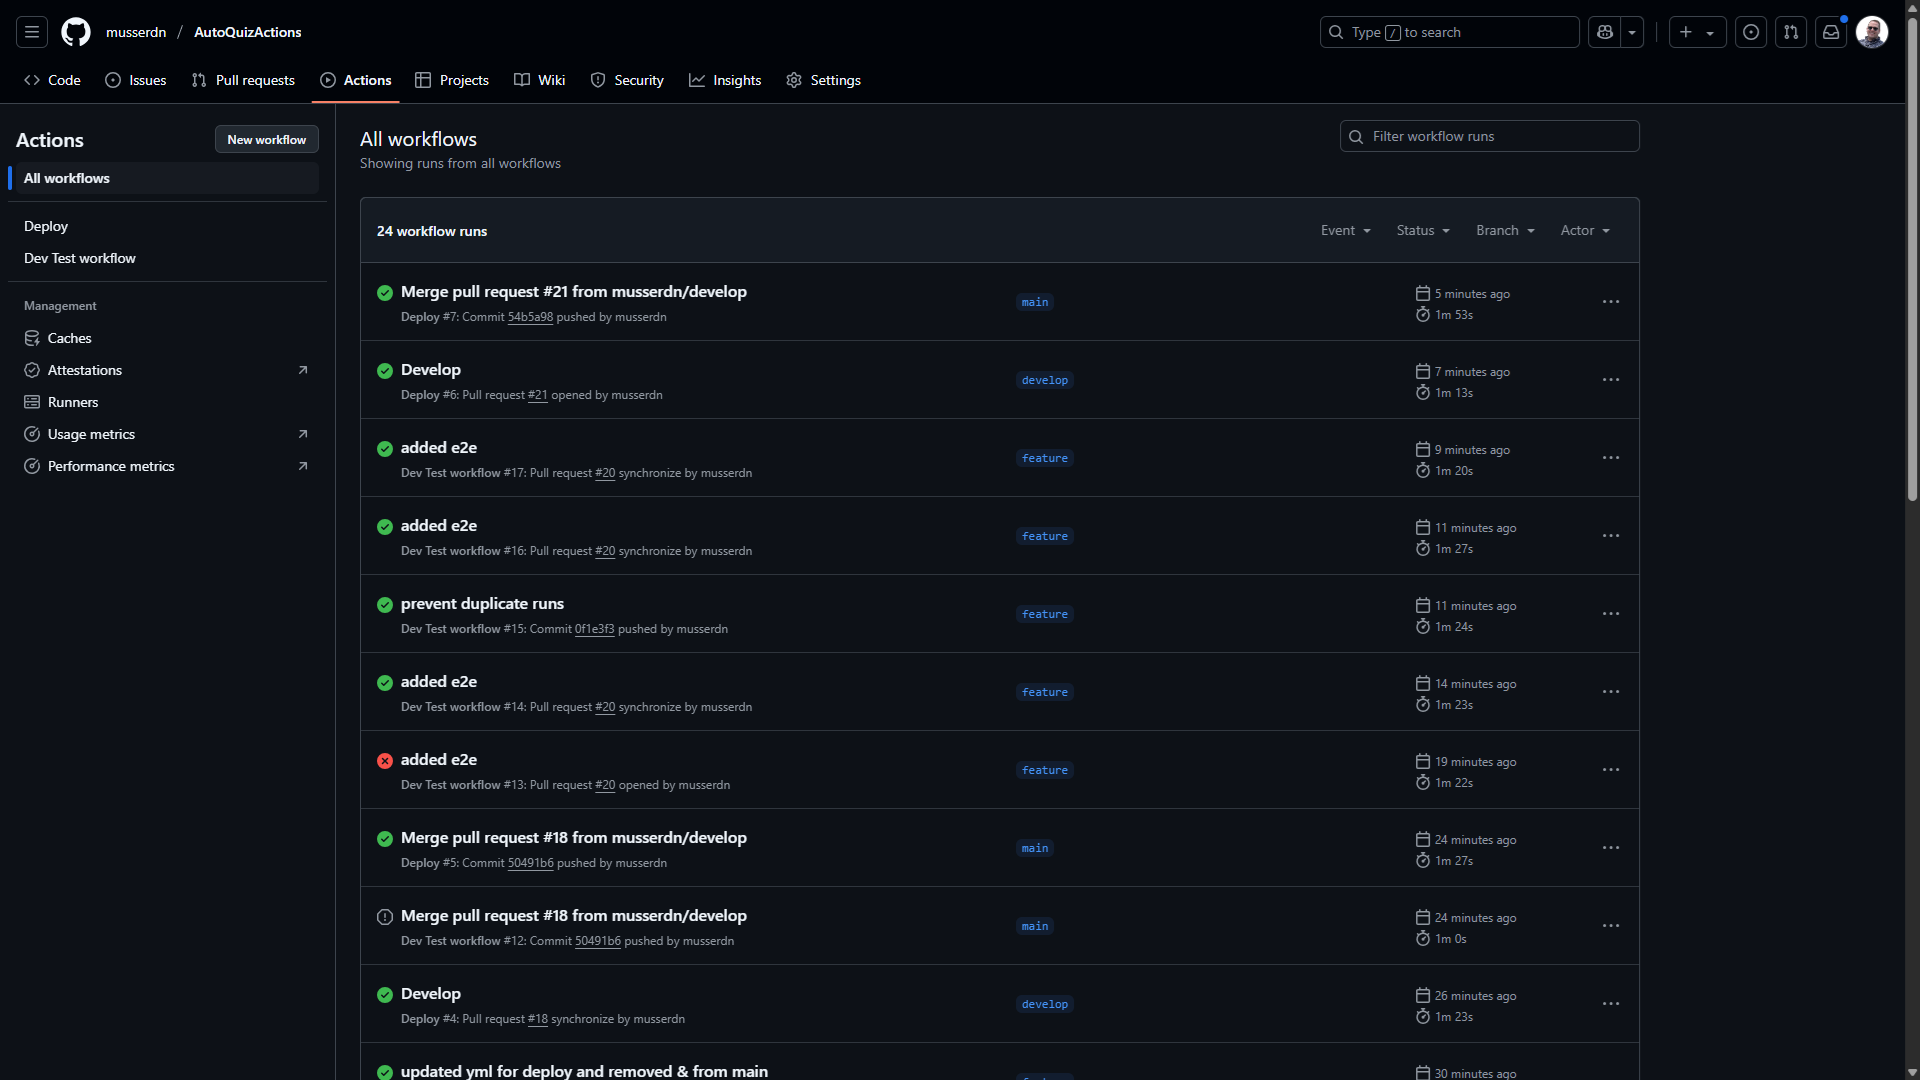 musserdn / AutoQuizActions
Type / to search
Code Issues Pull requests Actions Projects Wiki Security Insights Settings
Actions
New workflow
All workflows
Deploy
Dev Test workflow
Management
Caches
Attestations
Runners
Usage metrics
Performance metrics
All workflows
Showing runs from all workflows
Filter workflow runs
24 workflow runs
Event Status Branch Actor
Merge pull request #21 from musserdn/develop
Deploy #7: Commit 54b5a98 pushed by musserdn
main
5 minutes ago
1m 53s
Develop
Deploy #6: Pull request #21 opened by musserdn
develop
7 minutes ago
1m 13s
added e2e
Dev Test workflow #17: Pull request #20 synchronize by musserdn
feature
9 minutes ago
1m 20s
added e2e
Dev Test workflow #16: Pull request #20 synchronize by musserdn
feature
11 minutes ago
1m 27s
prevent duplicate runs
Dev Test workflow #15: Commit 0f1e3f3 pushed by musserdn
feature
11 minutes ago
1m 24s
added e2e
Dev Test workflow #14: Pull request #20 synchronize by musserdn
feature
14 minutes ago
1m 23s
added e2e
Dev Test workflow #13: Pull request #20 opened by musserdn
feature
19 minutes ago
1m 22s
Merge pull request #18 from musserdn/develop
Deploy #5: Commit 50491b6 pushed by musserdn
main
24 minutes ago
1m 27s
Merge pull request #18 from musserdn/develop
Dev Test workflow #12: Commit 50491b6 pushed by musserdn
main
24 minutes ago
1m 0s
Develop
Deploy #4: Pull request #18 synchronize by musserdn
develop
26 minutes ago
1m 23s
updated yml for deploy and removed & from main
30 minutes ago